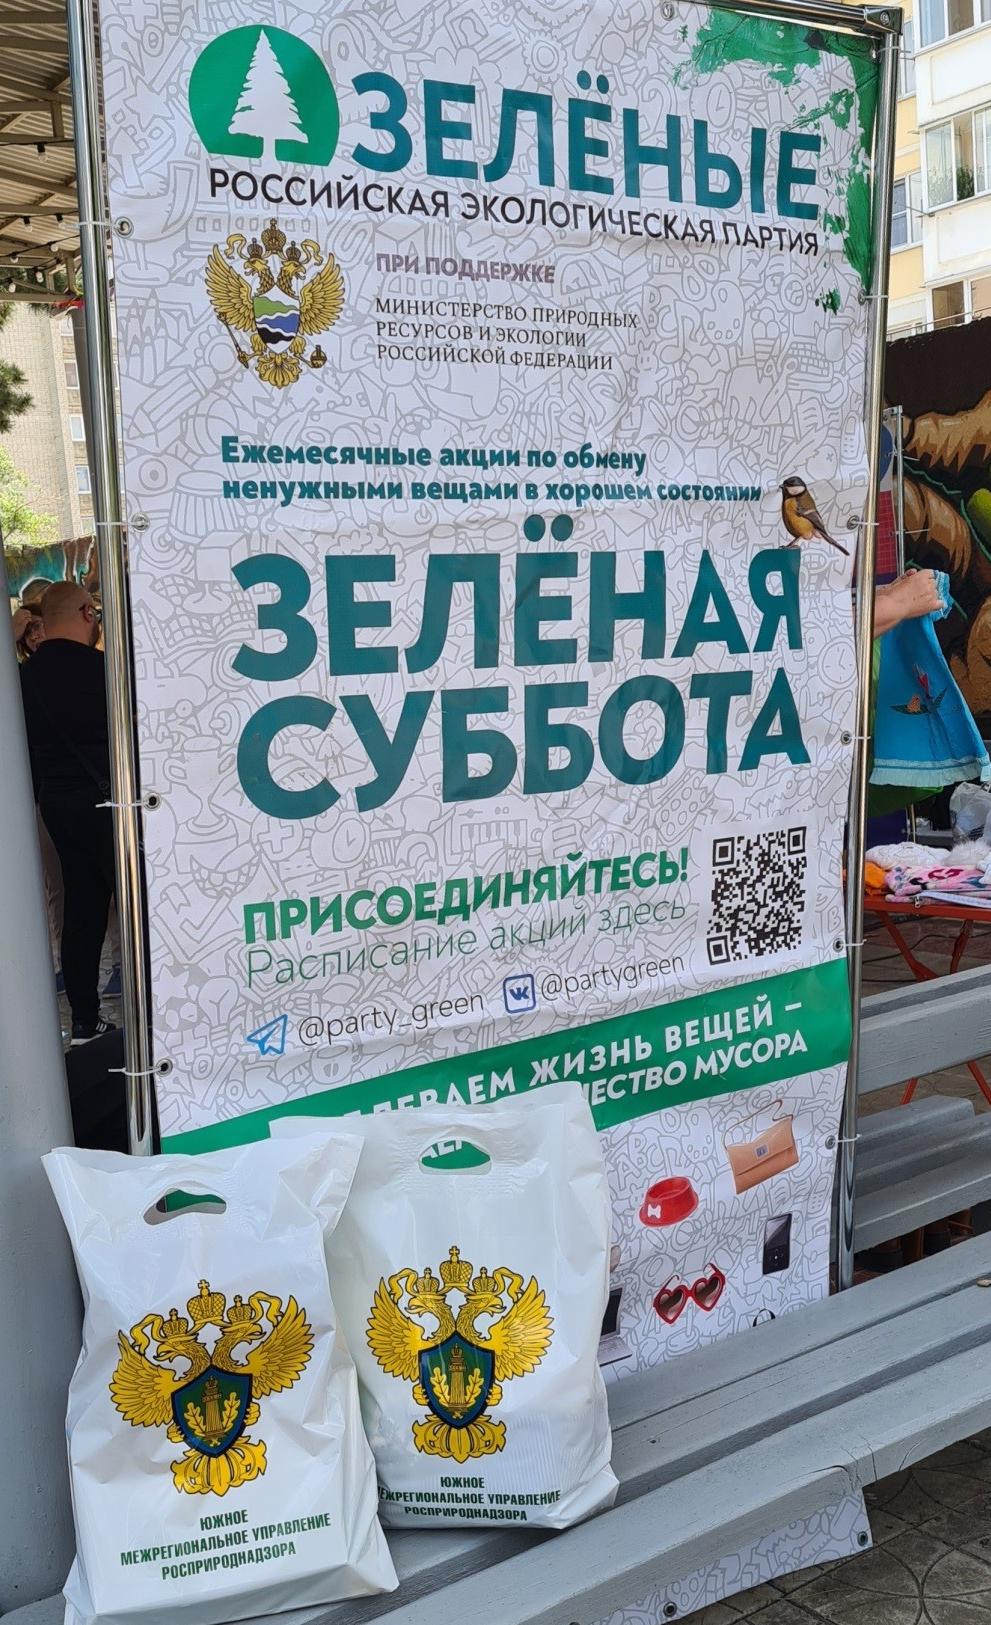 ЗЕЛЁНЫЕ
РОССИЙСКАЯ ЭКОЛОГИЧЕСКАЯ ПАРТИЯ
ПРИ ПОДДЕРЖКЕ
МИНИСТЕРСТВО ПРИРОДНЫХ
РЕСУРСОВ И ЭКОЛОГИИ
РОССИЙСКОЙ ФЕДЕРАЦИИ
Ежемесячные акции по обмену
ненужными вещами в хорошем состоянии
ЗЕЛЁНАЯ
СУББОТА
ПРИСОЕДИНЯЙТЕСЬ!
Расписание акций здесь
@party_green @partygreen
ЖИЗНЬ ВЕЩЕЙ –
МУСОРА
ЮЖНОЕ
МЕЖРЕГИОНАЛЬНОЕ УПРАВЛЕНИЕ
РОСПРИРОДНАДЗОРА
ЮЖНОЕ
МЕЖРЕГИОНАЛЬНОЕ УПРАВЛЕНИЕ
РОСПРИРОДНАДЗОРА